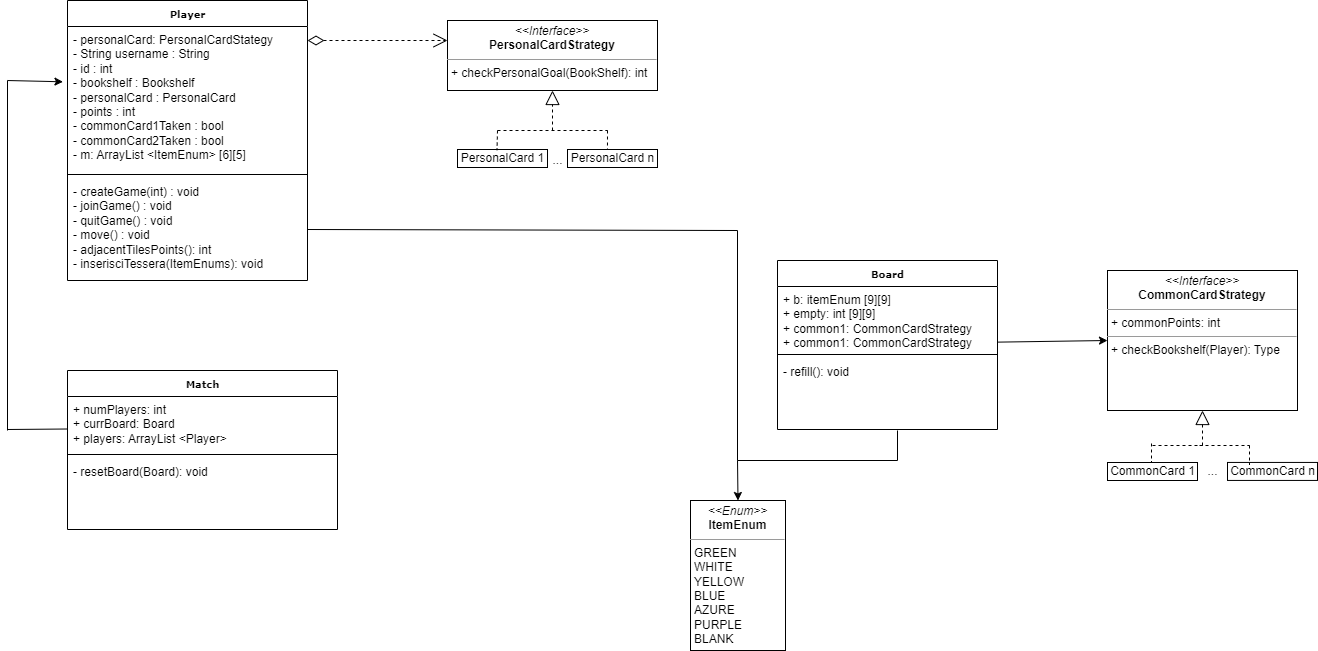 Player
- personalCard: PersonalCardStategy
- String username : String
- id : int
- bookshelf : Bookshelf
- personalCard : PersonalCard
- points : int
- commonCard1Taken : bool
- commonCard2Taken : bool
- m: ArrayList <ItemEnum> [6][5]
- createGame(int) : void
- joinGame() : void
- quitGame() : void
- move() : void
- adjacentTilesPoints(): int
- inserisciTessera(ItemEnums): void
<<Interface>>
PersonalCardStrategy
+ checkPersonalGoal(BookShelf): int
PersonalCard 1 ... PersonalCard n
Board
+ b: itemEnum [9][9]
+ empty: int [9][9]
+ common1: CommonCardStrategy
+ common1: CommonCardStrategy
- refill(): void
<<Interface>>
CommonCardStrategy
+ commonPoints: int
+ checkBookshelf(Player): Type
CommonCard 1 ... CommonCard n
Match
+ numPlayers: int
+ currBoard: Board
+ players: ArrayList <Player>
- resetBoard(Board): void
<<Enum>>
ItemEnum
GREEN
WHITE
YELLOW
BLUE
AZURE
PURPLE
BLANK